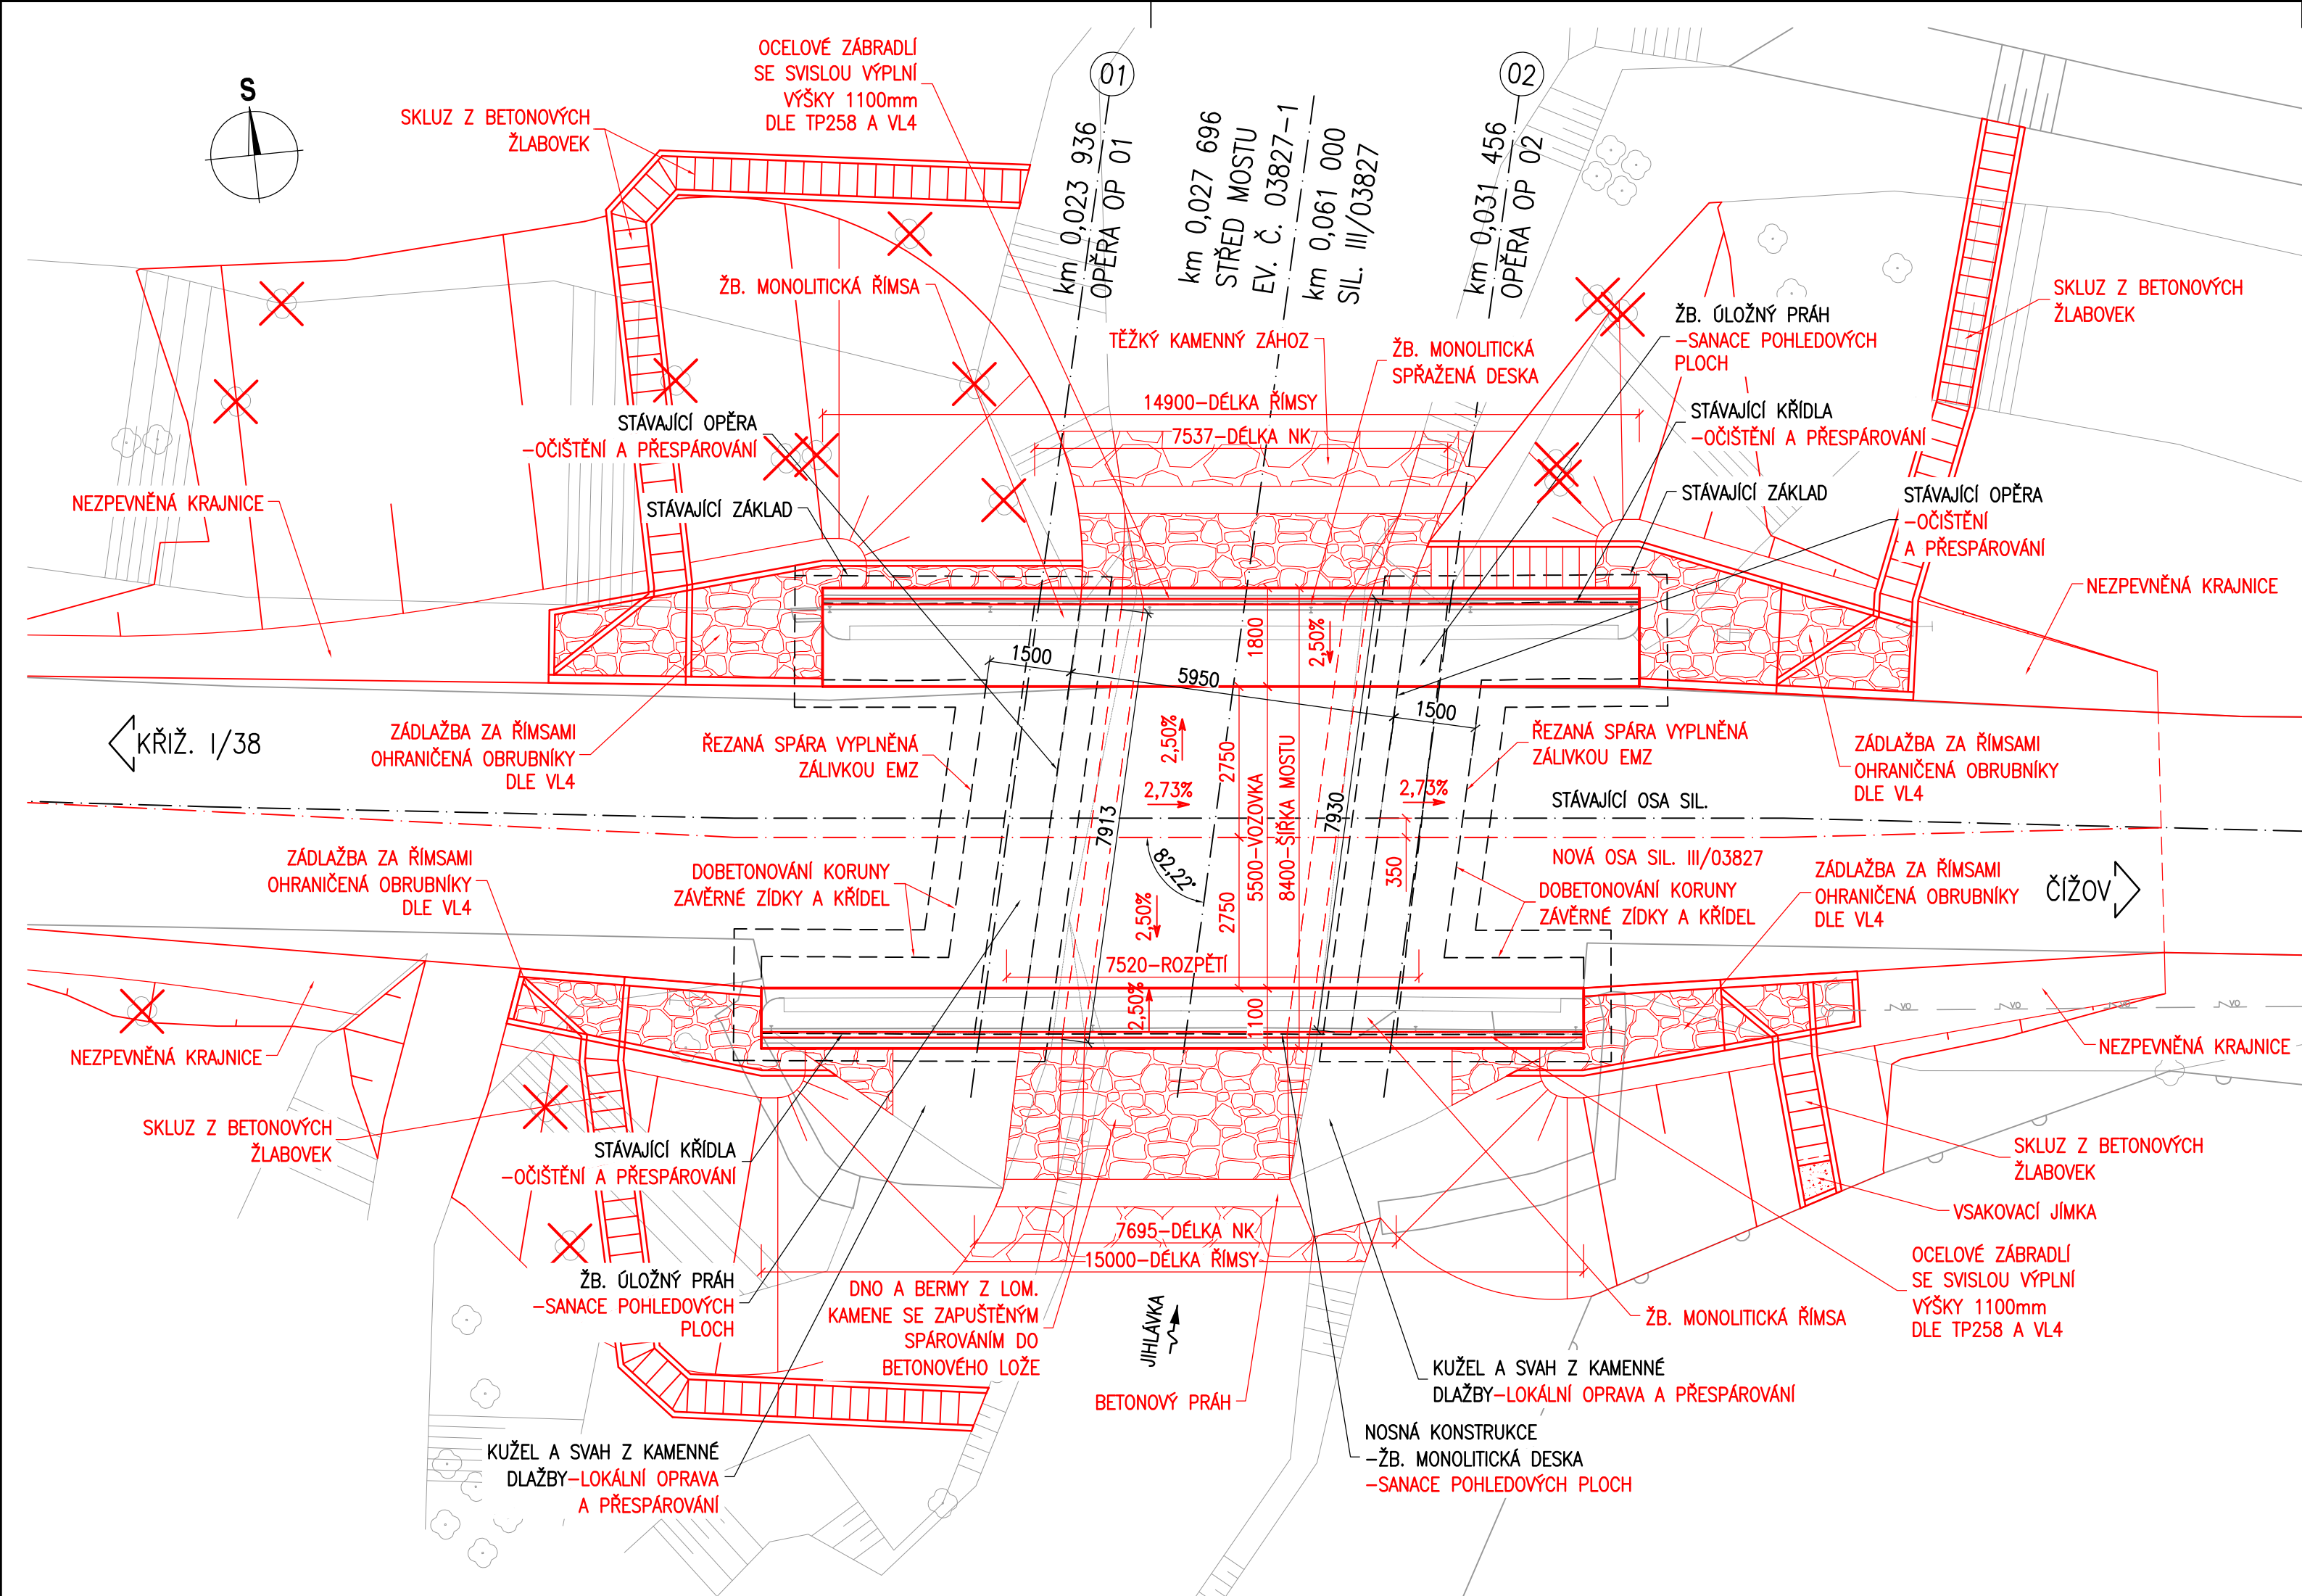 S
SKLUZ Z BETONOVÝCH
ŽLABOVEK
OCELOVÉ ZÁBRADLÍ
SE SVISLOU VÝPLNÍ
VÝŠKY 1100mm
DLE TP258 A VL4
01
km 0,023 936
OPĚRA OP 01
km 0,027 696
STŘED MOSTU
EV. Č. 03827-1
km 0,061 000
SIL. III/03827
02
km 0,031 456
OPĚRA OP 02
ŽB. MONOLITICKÁ ŘÍMSA
TĚŽKÝ KAMENNÝ ZÁHOZ
ŽB. MONOLITICKÁ
SPŘAŽENÁ DESKA
ŽB. ÚLOŽNÝ PRÁH
-SANACE POHLEDOVÝCH
PLOCH
SKLUZ Z BETONOVÝCH
ŽLABOVEK
14900-DÉLKA ŘÍMSY
7537-DÉLKA NK
STÁVAJÍCÍ OPĚRA
-OČIŠTĚNÍ A PŘESPÁROVÁNÍ
STÁVAJÍCÍ KŘÍDLA
-OČIŠTĚNÍ A PŘESPÁROVÁNÍ
NEZPEVNĚNÁ KRAJNICE
STÁVAJÍCÍ ZÁKLAD
STÁVAJÍCÍ ZÁKLAD
STÁVAJÍCÍ OPĚRA
-OČIŠTĚNÍ
A PŘESPÁROVÁNÍ
NEZPEVNĚNÁ KRAJNICE
1500
5950
1500
1800
2,50%
KŘIŽ. I/38
ZÁDLAŽBA ZA ŘÍMSAMI
OHRANIČENÁ OBRUBNÍKY
DLE VL4
ŘEZANÁ SPÁRA VYPLNĚNÁ
ZÁLIVKOU EMZ
2,50%
2,73%
2750
5500-VOZOVKA
8400-ŠÍŘKA MOSTU
7913
7930
2,73%
ŘEZANÁ SPÁRA VYPLNĚNÁ
ZÁLIVKOU EMZ
ZÁDLAŽBA ZA ŘÍMSAMI
OHRANIČENÁ OBRUBNÍKY
DLE VL4
STÁVAJÍCÍ OSA SIL.
NOVÁ OSA SIL. III/03827
350
82,22°
2750
2,50%
ZÁDLAŽBA ZA ŘÍMSAMI
OHRANIČENÁ OBRUBNÍKY
DLE VL4
DOBETONOVÁNÍ KORUNY
ZÁVĚRNÉ ZÍDKY A KŘÍDEL
DOBETONOVÁNÍ KORUNY
ZÁVĚRNÉ ZÍDKY A KŘÍDEL
ZÁDLAŽBA ZA ŘÍMSAMI
OHRANIČENÁ OBRUBNÍKY
DLE VL4
ČÍŽOV
7520-ROZPĚTÍ
2,50%
1100
VO
VO
VO
VO
NEZPEVNĚNÁ KRAJNICE
NEZPEVNĚNÁ KRAJNICE
SKLUZ Z BETONOVÝCH
ŽLABOVEK
STÁVAJÍCÍ KŘÍDLA
-OČIŠTĚNÍ A PŘESPÁROVÁNÍ
SKLUZ Z BETONOVÝCH
ŽLABOVEK
VSAKOVACÍ JÍMKA
7695-DÉLKA NK
15000-DÉLKA ŘÍMSY
ŽB. ÚLOŽNÝ PRÁH
-SANACE POHLEDOVÝCH
PLOCH
DNO A BERMY Z LOM.
KAMENE SE ZAPUŠTĚNÝM
SPÁROVÁNÍM DO
BETONOVÉHO LOŽE
JIHLÁVKA
BETONOVÝ PRÁH
ŽB. MONOLITICKÁ ŘÍMSA
OCELOVÉ ZÁBRADLÍ
SE SVISLOU VÝPLNÍ
VÝŠKY 1100mm
DLE TP258 A VL4
KUŽEL A SVAH Z KAMENNÉ
DLAŽBY-LOKÁLNÍ OPRAVA A PŘESPÁROVÁNÍ
KUŽEL A SVAH Z KAMENNÉ
DLAŽBY-LOKÁLNÍ OPRAVA
A PŘESPÁROVÁNÍ
NOSNÁ KONSTRUKCE
-ŽB. MONOLITICKÁ DESKA
-SANACE POHLEDOVÝCH PLOCH